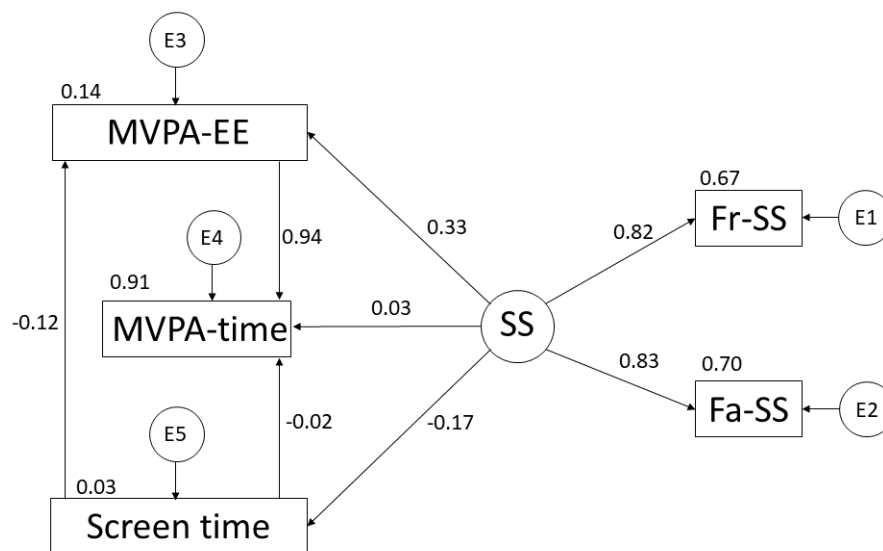 E3
0.14
MVPA-EE
0.67
Fr-SS
E1
0.33
0.82
E4
0.94
0.91
MVPA-time
0.03
SS
-0.12
0.83
0.70
Fa-SS
E2
-0.02
-0.17
E5
0.03
Screen time